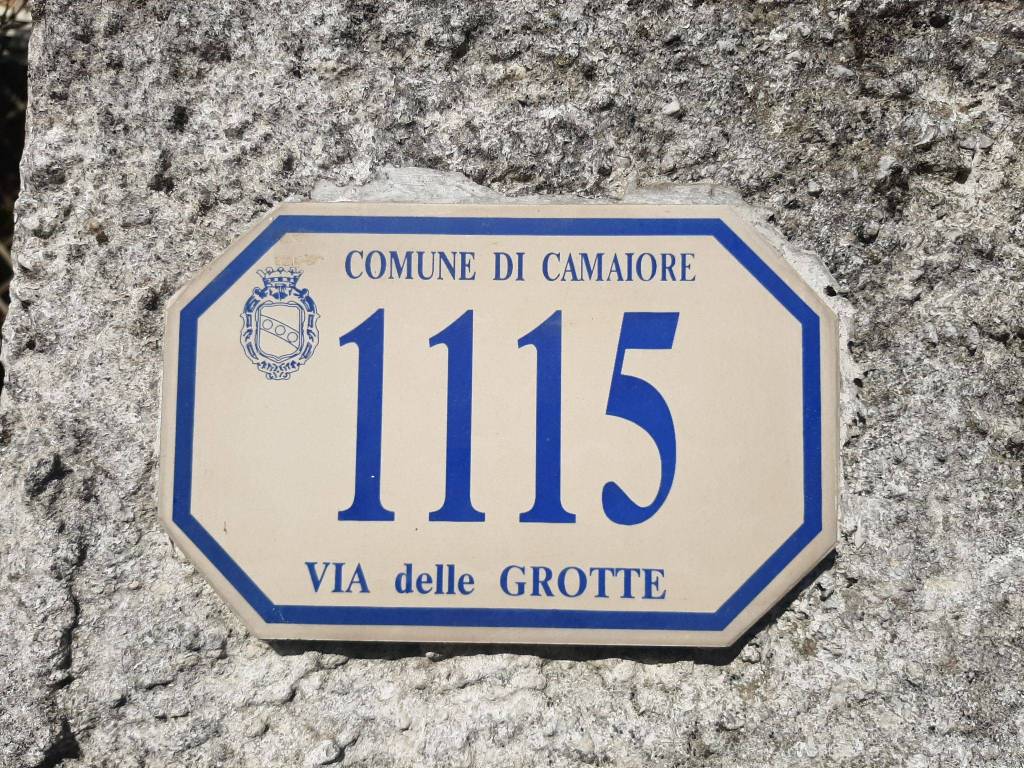 COMUNE DI CAMAIORE
1115
VIA delle GROTTE